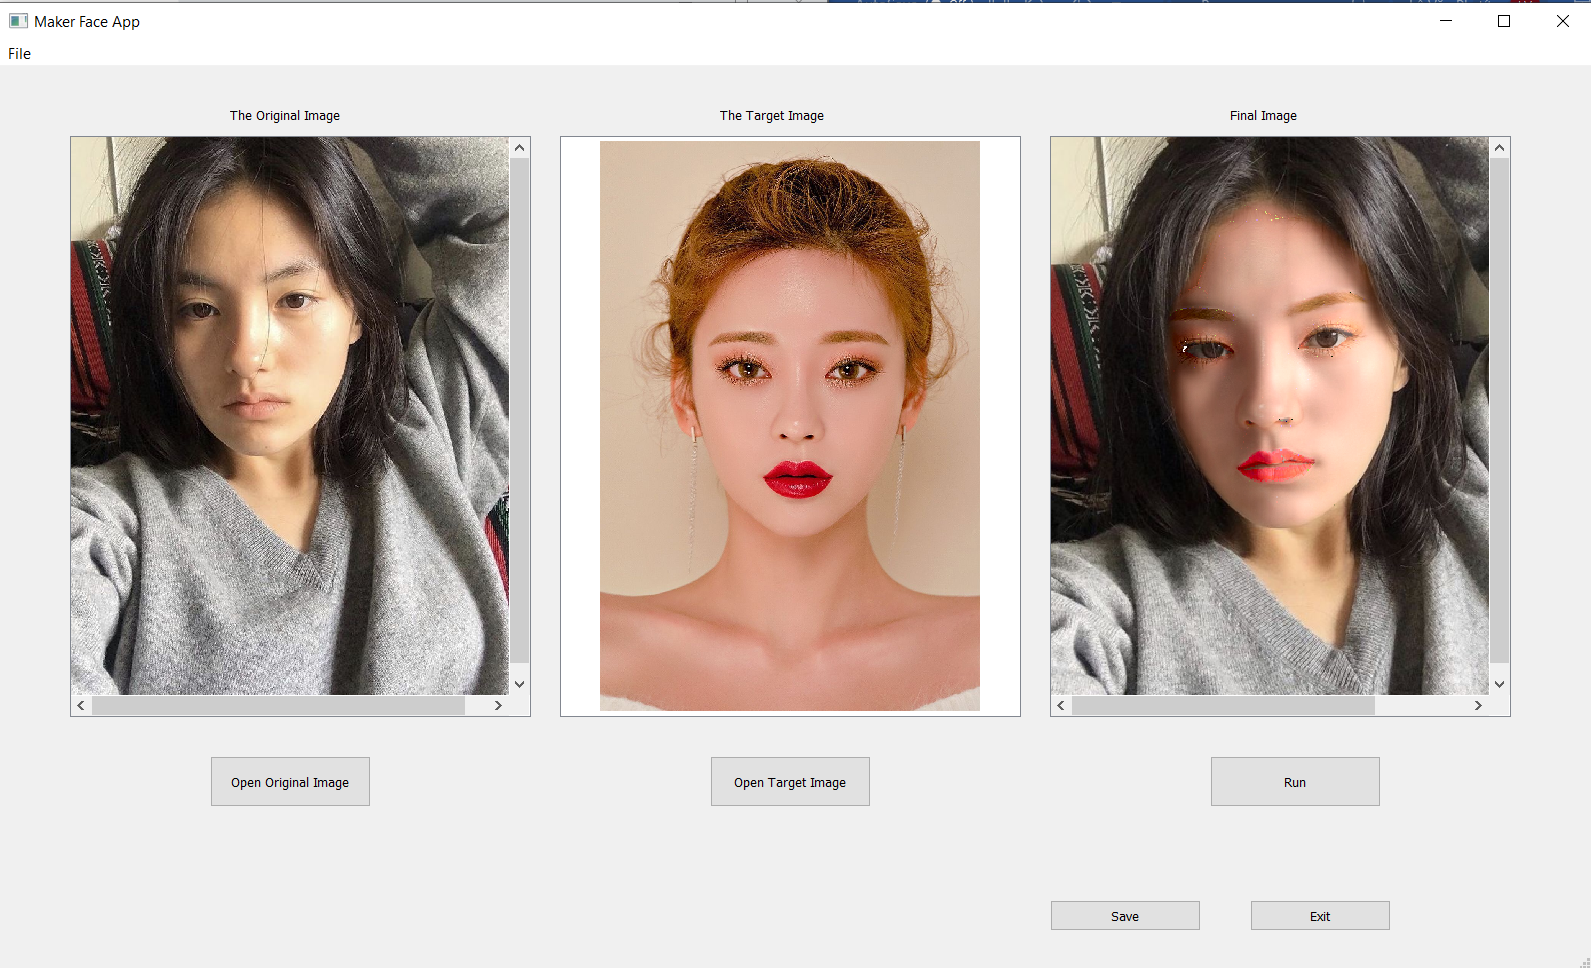 Maker Face App
File
The Original Image
The Target Image
Final Image
Open Original Image
Open Target Image
Run
Save
Exit